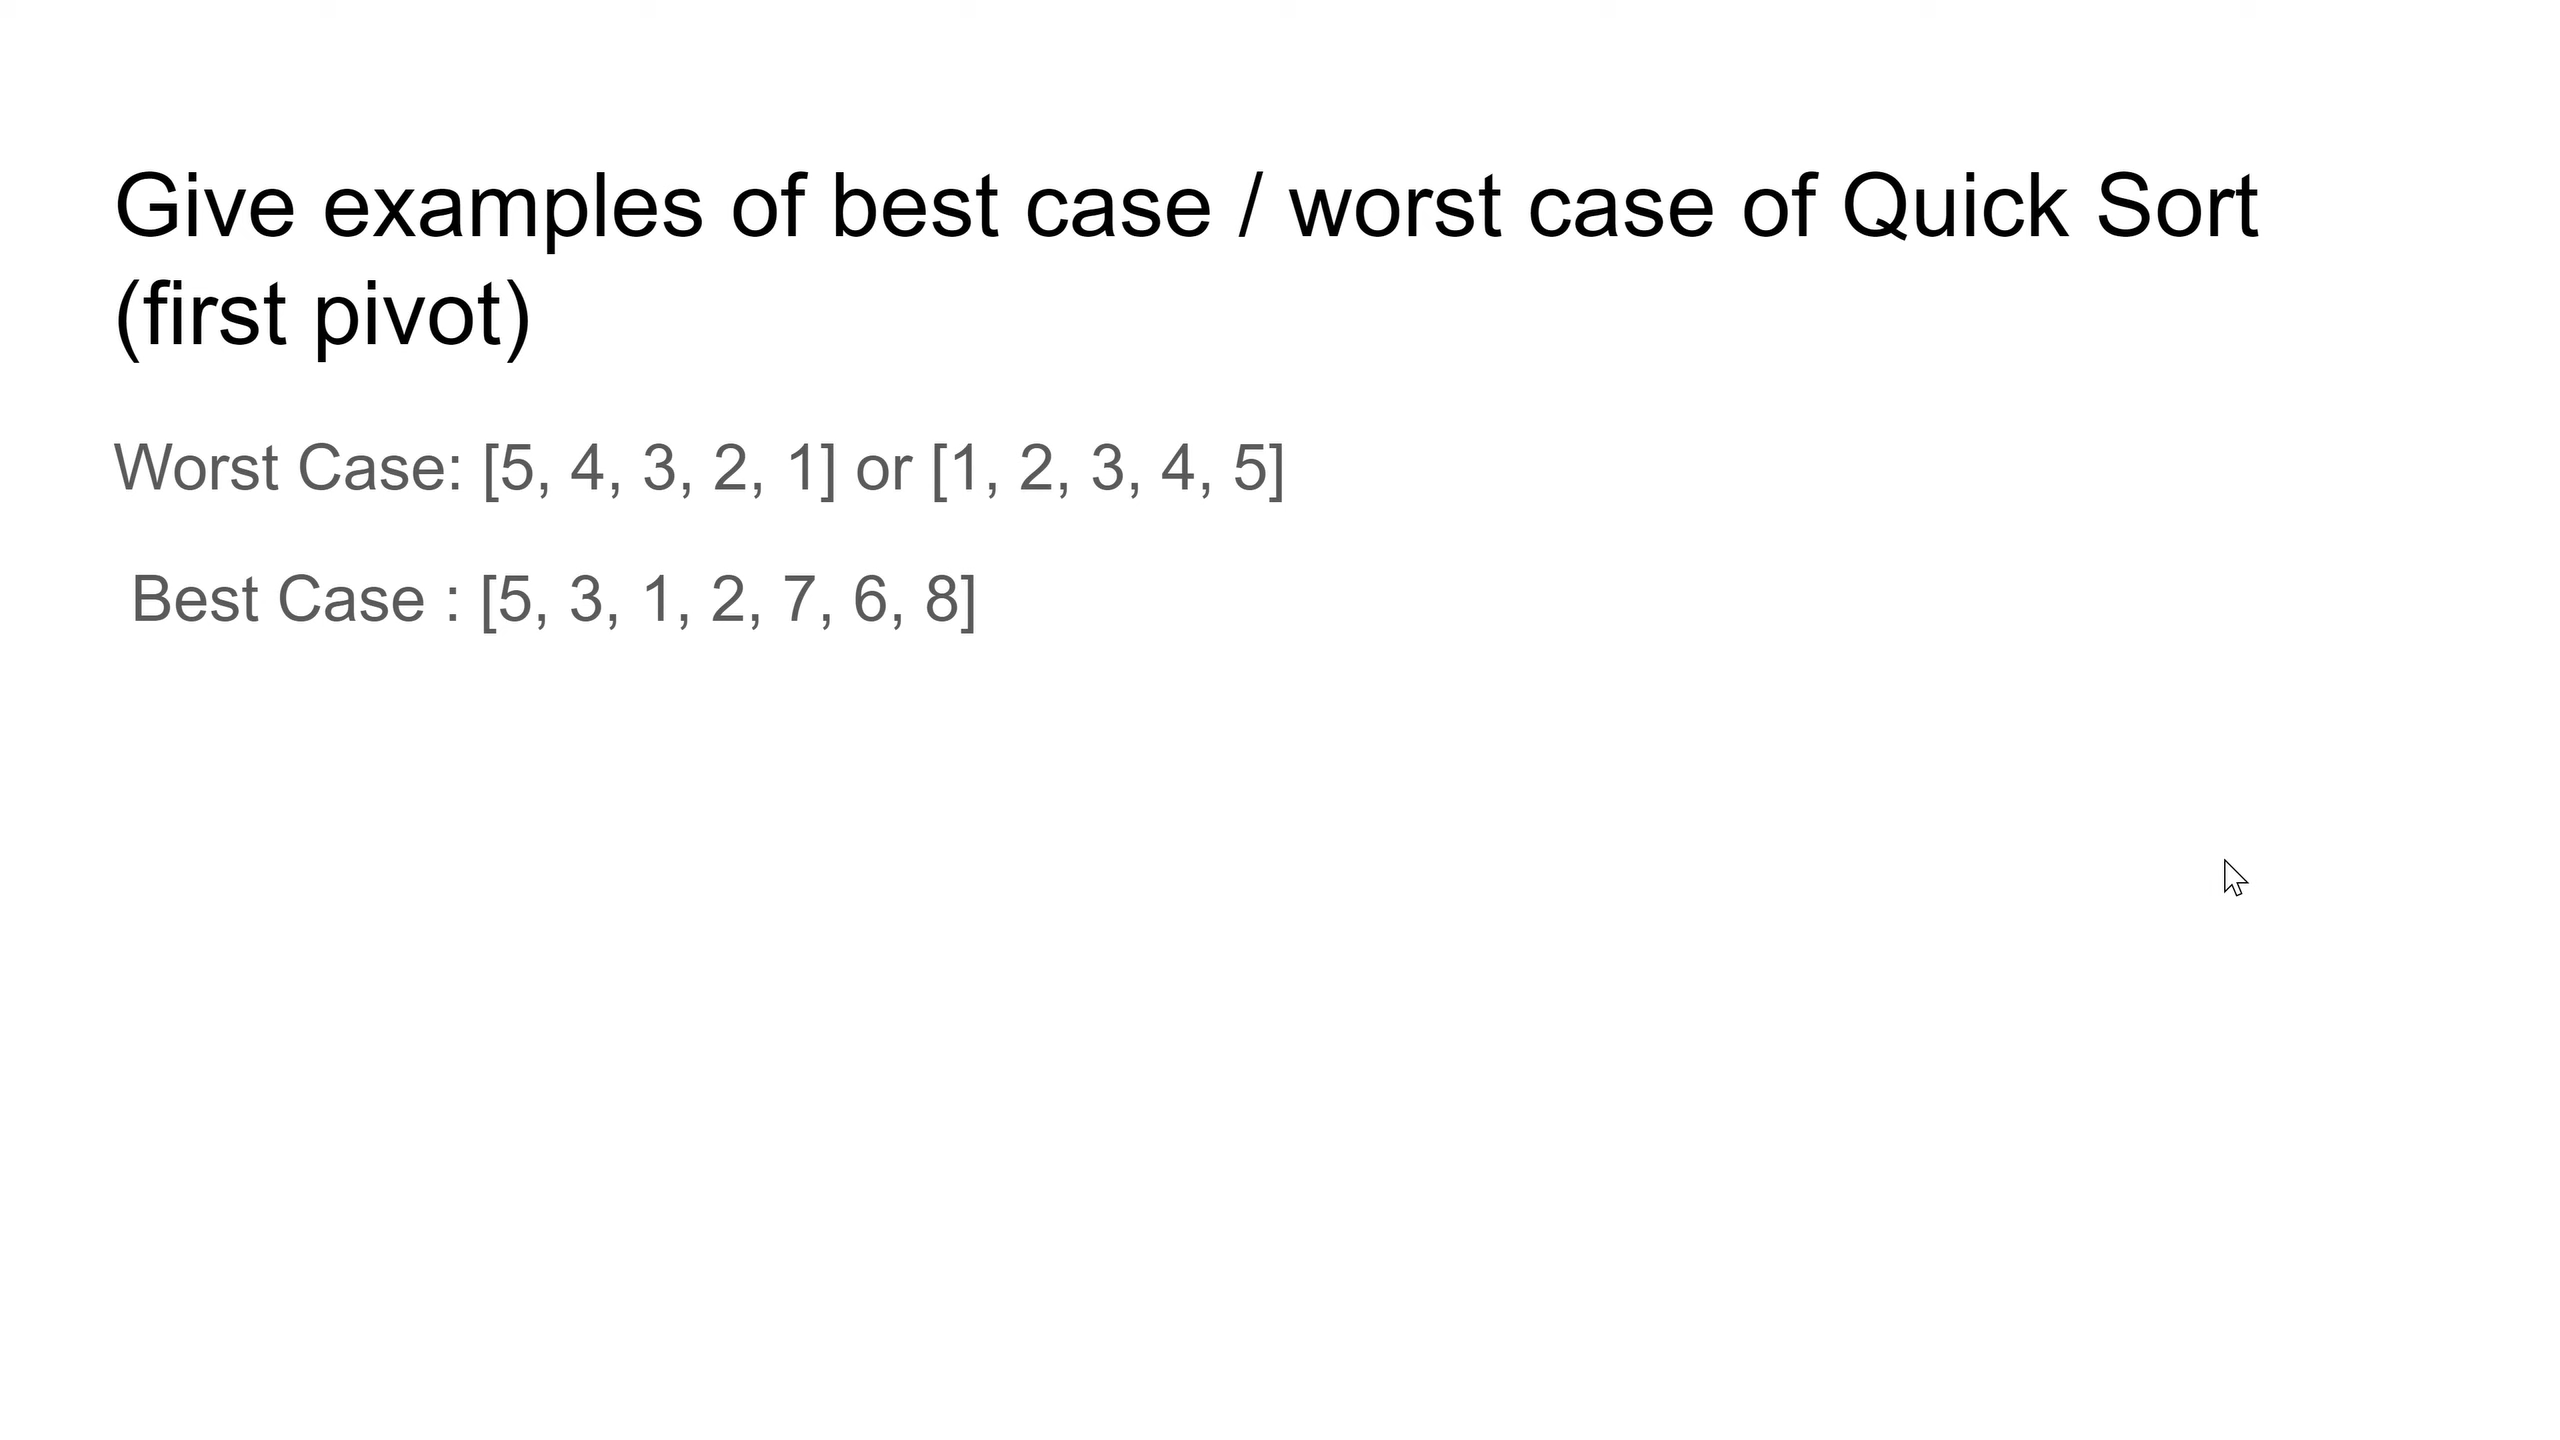 Give examples of best case / worst case of Quick Sort
(first pivot)
Worst Case: [5, 4, 3, 2, 1] or [1, 2, 3, 4, 5]
Best Case : [5, 3, 1, 2, 7, 6, 8]